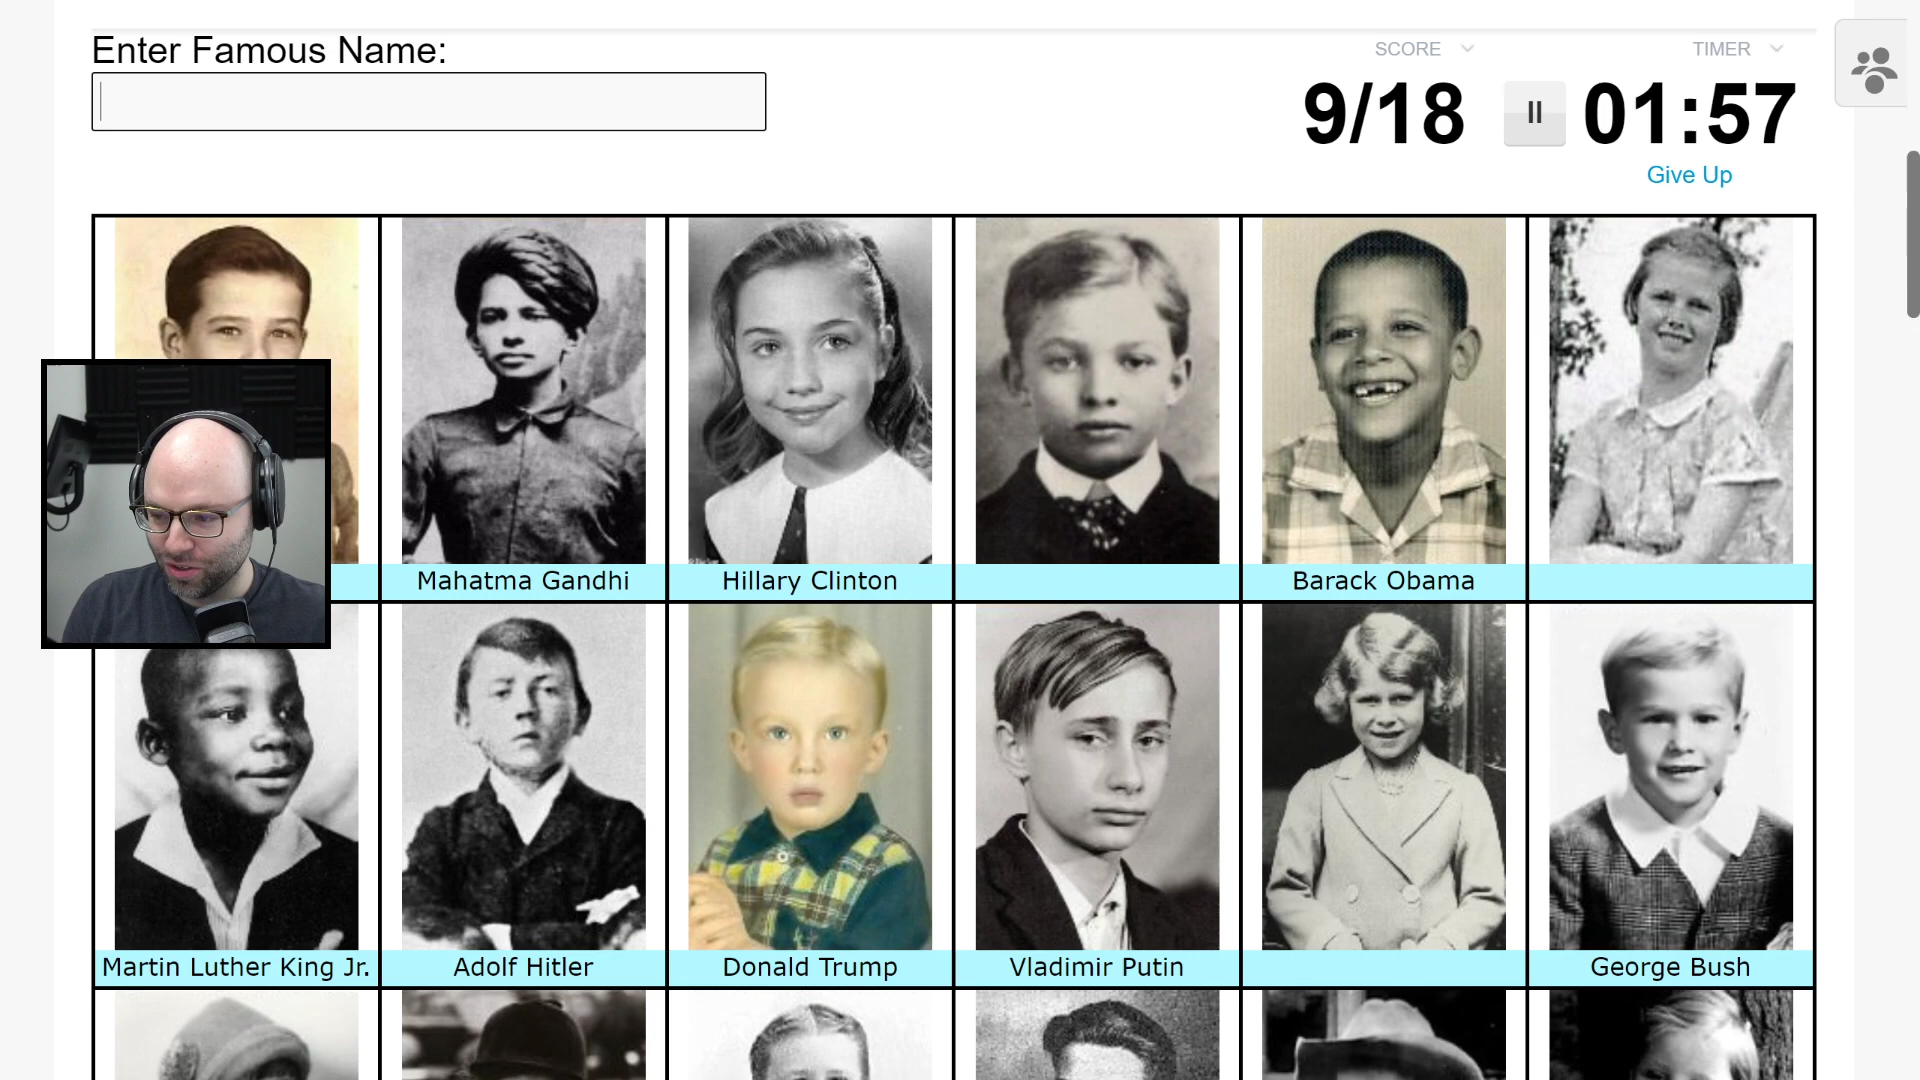 Enter Famous Name:
SCORE
TIMER
9/18
01:57
Give Up
Mahatma Gandhi
Hillary Clinton
Barack Obama
Martin Luther King Jr.
Adolf Hitler
Donald Trump
Vladimir Putin
George Bush